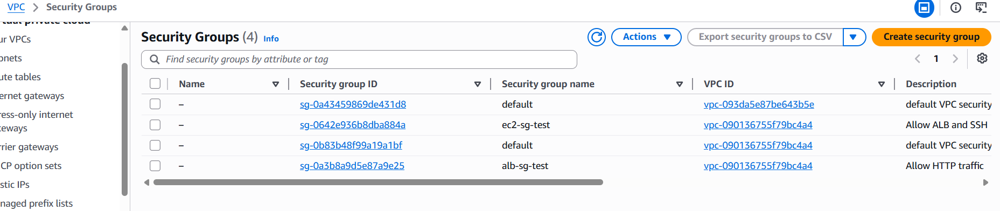 VPC > Security Groups
tual private cloud
ur VPCs
bnets
ute tables
ernet gateways
ress-only internet
teways
rrier gateways
CP option sets
stic IPs
naged prefix lists
Security Groups (4) Info
Actions
Export security groups to CSV
Create security group
Find security groups by attribute or tag
1
Name Security group ID Security group name VPC ID Description
– sg-0a43459869de431d8 default vpc-093da5e87be643b5e default VPC security
– sg-0642e936b8dba884a ec2-sg-test vpc-090136755f79bc4a4 Allow ALB and SSH
– sg-0b83b48f99a19a1bf default vpc-090136755f79bc4a4 default VPC security
– sg-0a3b8a9d5e87a9e25 alb-sg-test vpc-090136755f79bc4a4 Allow HTTP traffic